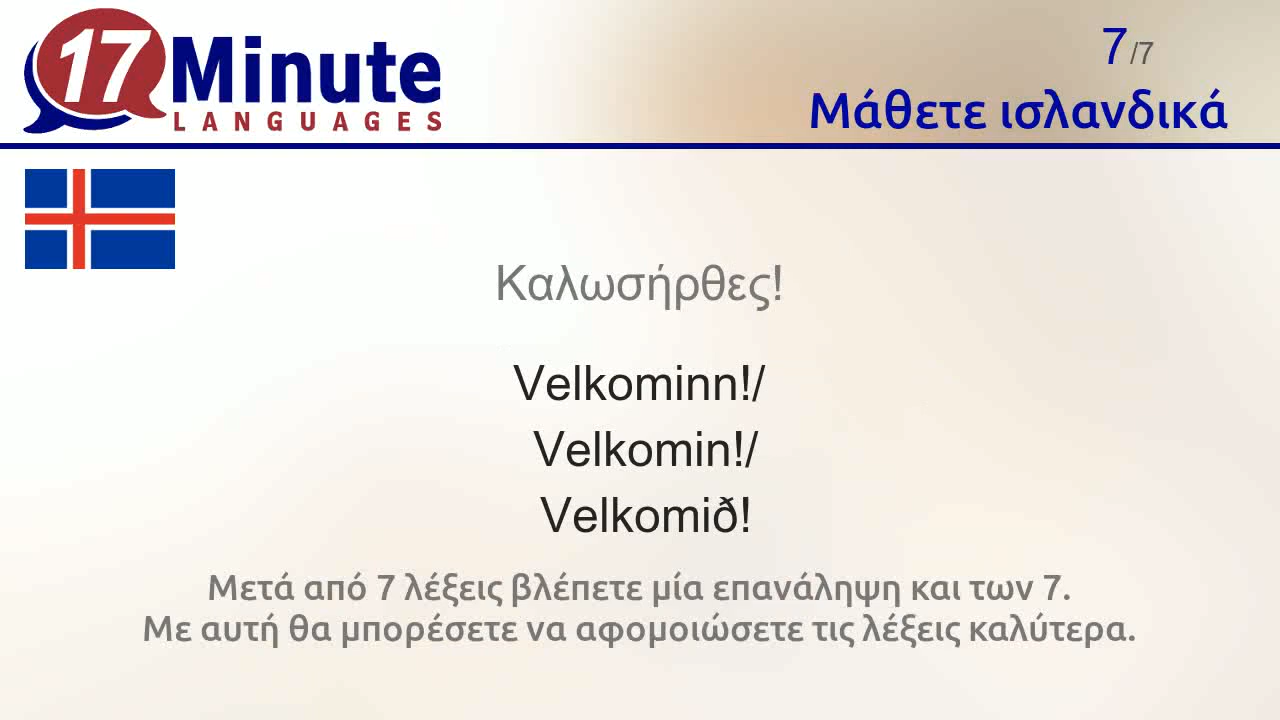 17 Minute
LANGUAGES
7/7
Μάθετε ισλανδικά
Καλωσήρθες!
Velkominn!/
Velkomin!/
Velkomið!
Μετά από 7 λέξεις βλέπετε μία επανάληψη και των 7.
Με αυτή θα μπορέσετε να αφομοιώσετε τις λέξεις καλύτερα.